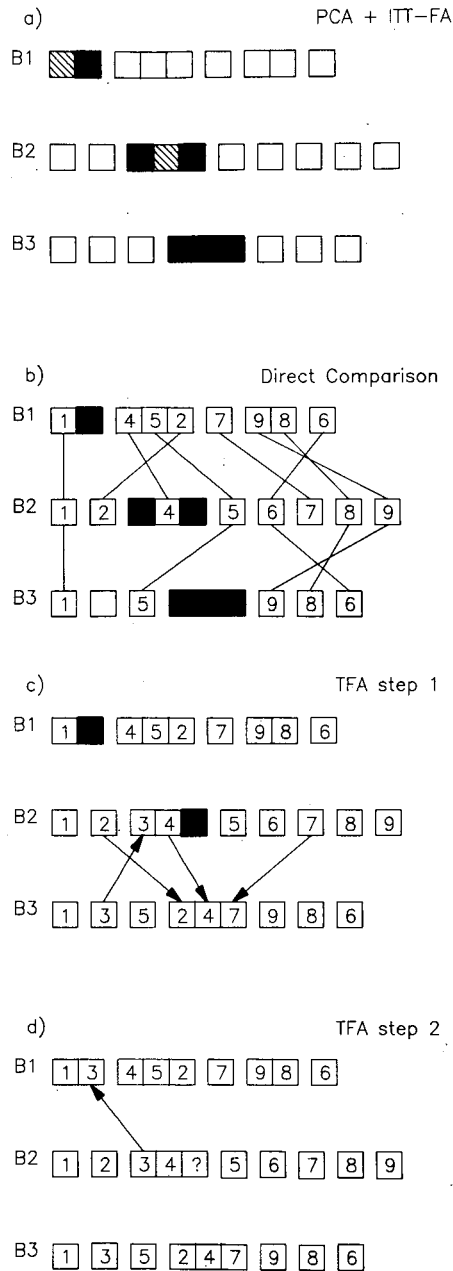 a) PCA + ITT-FA
B1
B2
B3
b) Direct Comparison
B1 1 4 5 2 7 9 8 6
B2 1 2 4 5 6 7 8 9
B3 1 5 9 8 6
c) TFA step 1
B1 1 4 5 2 7 9 8 6
B2 1 2 3 4 5 6 7 8 9
B3 1 3 5 2 4 7 9 8 6
d) TFA step 2
B1 1 3 4 5 2 7 9 8 6
B2 1 2 3 4 ? 5 6 7 8 9
B3 1 3 5 2 4 7 9 8 6